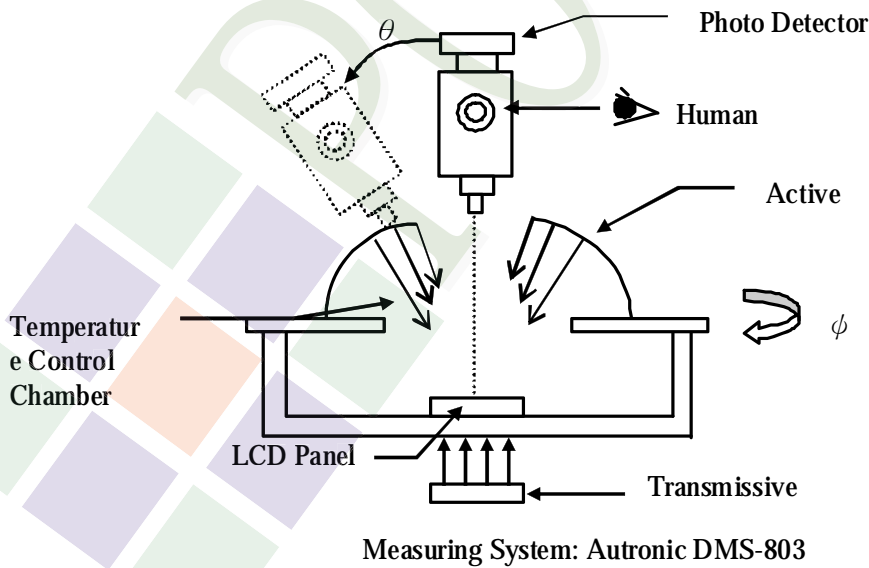 θ
Photo Detector
Human
Active
Temperatur
e Control
Chamber
ϕ
LCD Panel
Transmissive
Measuring System: Autronic DMS-803